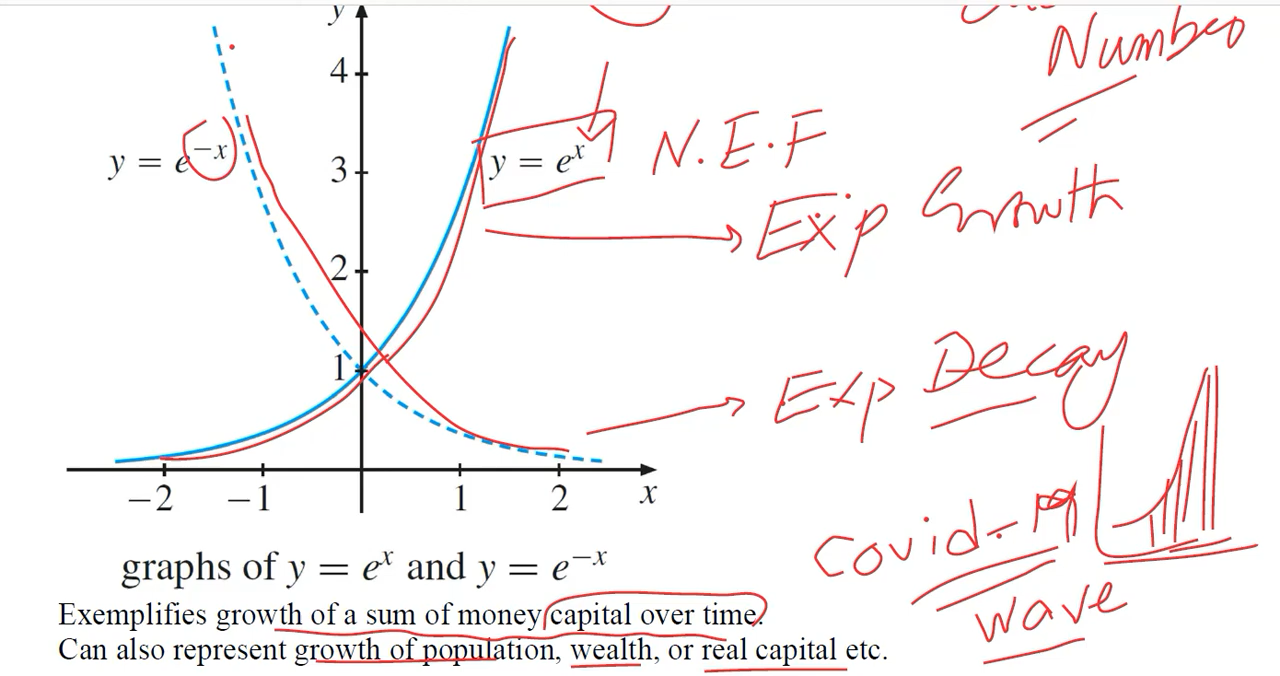 y
Number
4
y = e^{-x}
3
y = e^x
N.E.F
Exp Growth
2
1
Exp Decay
−2 −1 1 2 x
Covid-19
wave
graphs of y = e^x and y = e^{−x}
Exemplifies growth of a sum of money capital over time.
Can also represent growth of population, wealth, or real capital etc.